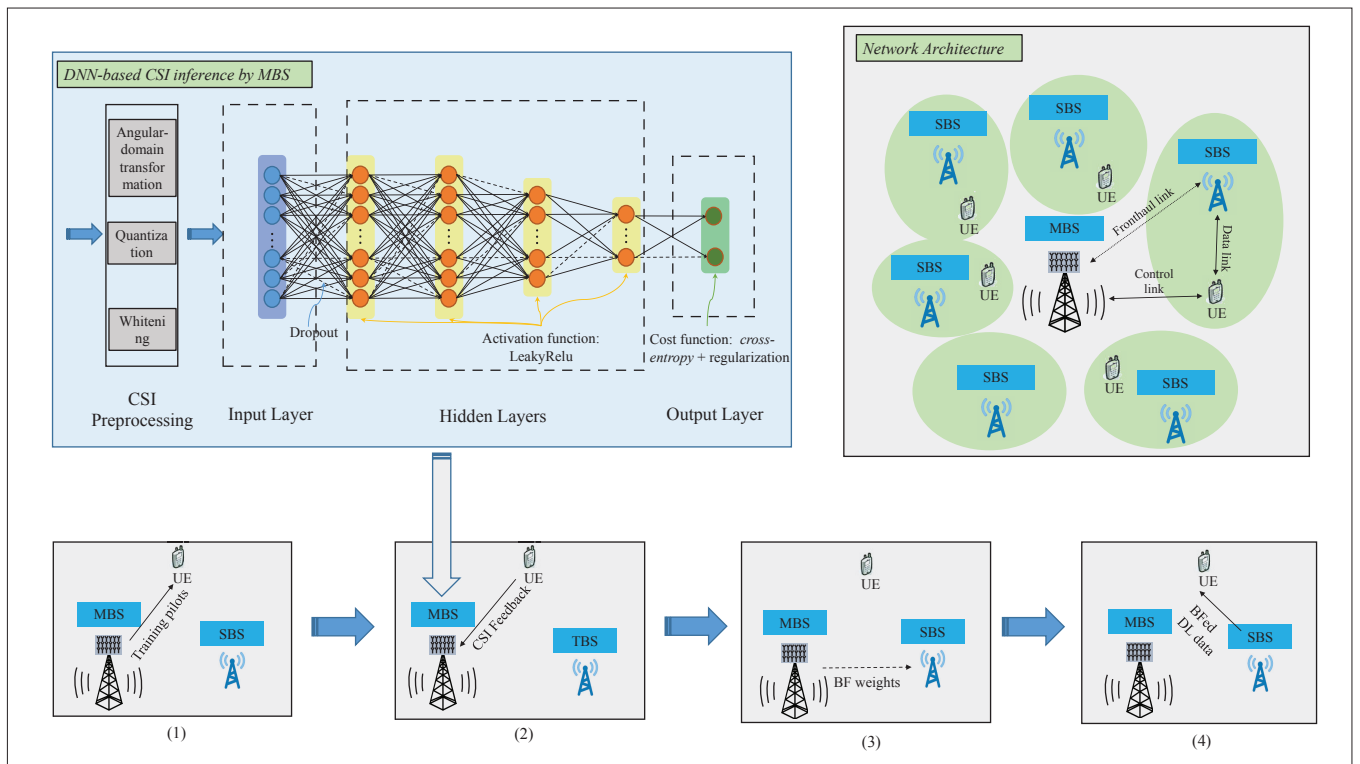 DNN-based CSI inference by MBS
Angular-
domain
transfor
mation
Quantiza
tion
Whiteni
ng
CSI
Preprocessing
Input Layer
Dropout
Hidden Layers
Activation function:
LeakyRelu
Cost function: cross-
entropy + regularization
Output Layer
Network Architecture
SBS
UE
SBS
UE
SBS
Fronthaul link
Data link
MBS
Control
link
UE
SBS
UE
SBS
UE
SBS
UE
MBS
Training pilots
SBS
(1)
UE
MBS
CSI Feedback
TBS
(2)
UE
MBS
SBS
BF weights
(3)
UE
MBS
BFed
DL data
SBS
(4)